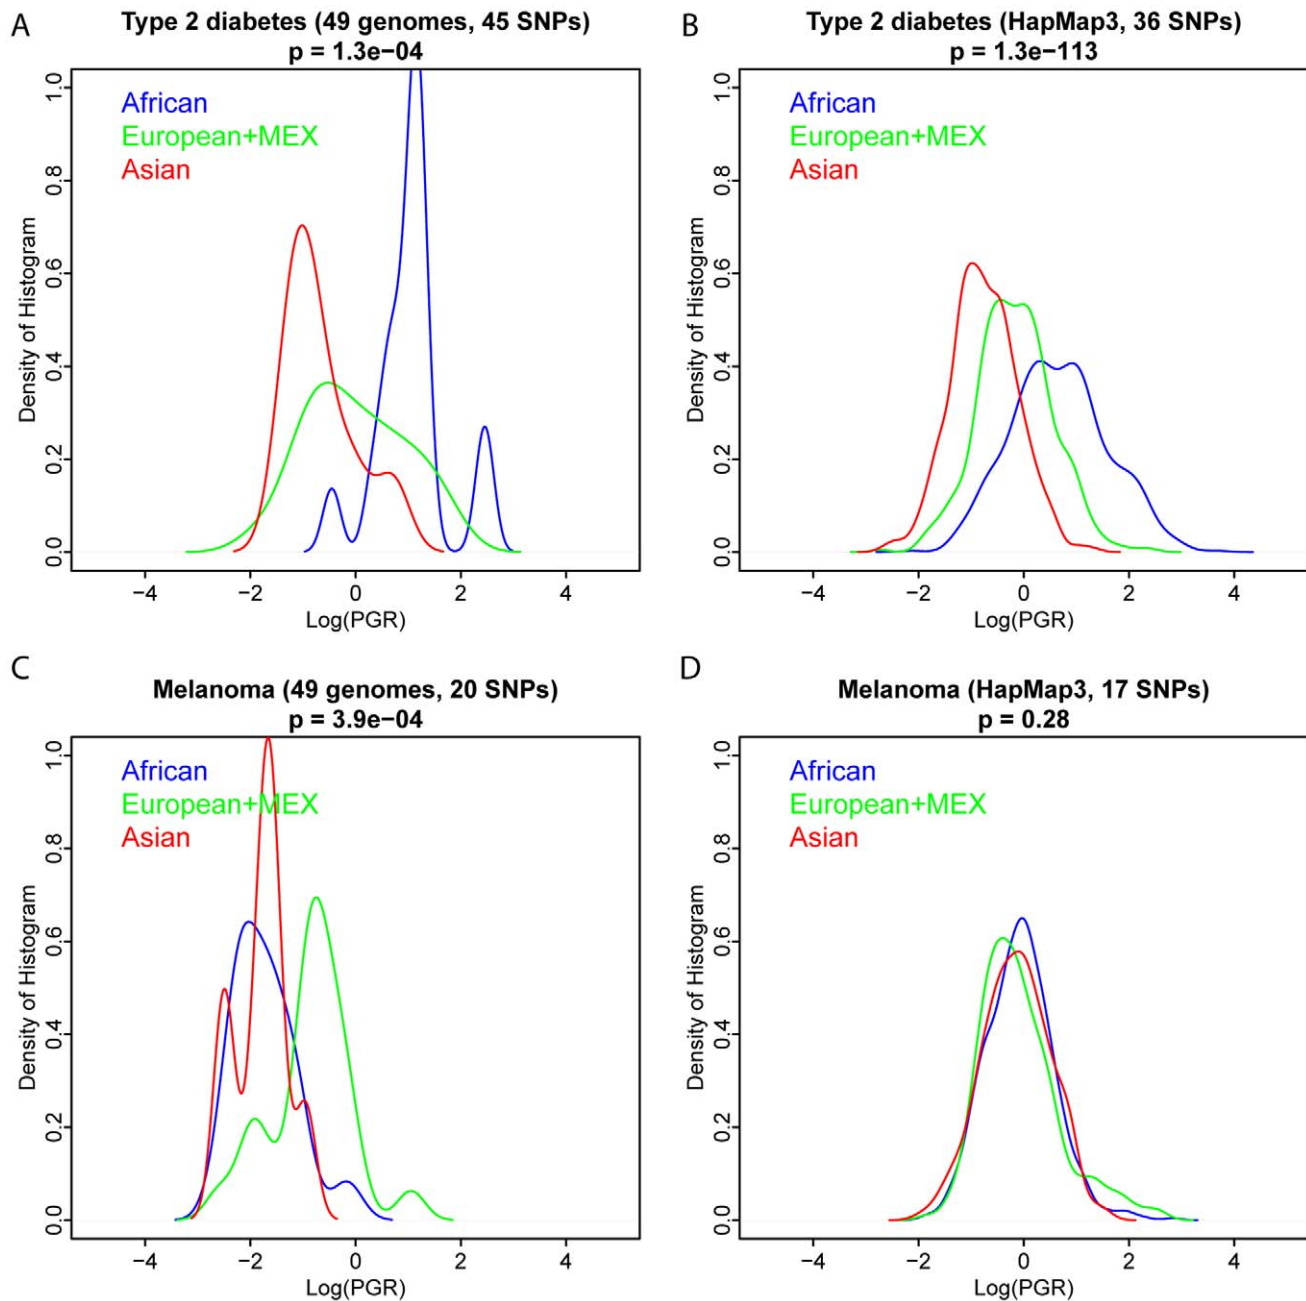 A
Type 2 diabetes (49 genomes, 45 SNPs)
p = 1.3e−04
African
European+MEX
Asian
Density of Histogram
0.0 0.2 0.4 0.6 0.8 1.0
−4 −2 0 2 4
Log(PGR)
B
Type 2 diabetes (HapMap3, 36 SNPs)
p = 1.3e−113
African
European+MEX
Asian
Density of Histogram
0.0 0.2 0.4 0.6 0.8 1.0
−4 −2 0 2 4
Log(PGR)
C
Melanoma (49 genomes, 20 SNPs)
p = 3.9e−04
African
European+MEX
Asian
Density of Histogram
0.0 0.2 0.4 0.6 0.8 1.0
−4 −2 0 2 4
Log(PGR)
D
Melanoma (HapMap3, 17 SNPs)
p = 0.28
African
European+MEX
Asian
Density of Histogram
0.0 0.2 0.4 0.6 0.8 1.0
−4 −2 0 2 4
Log(PGR)